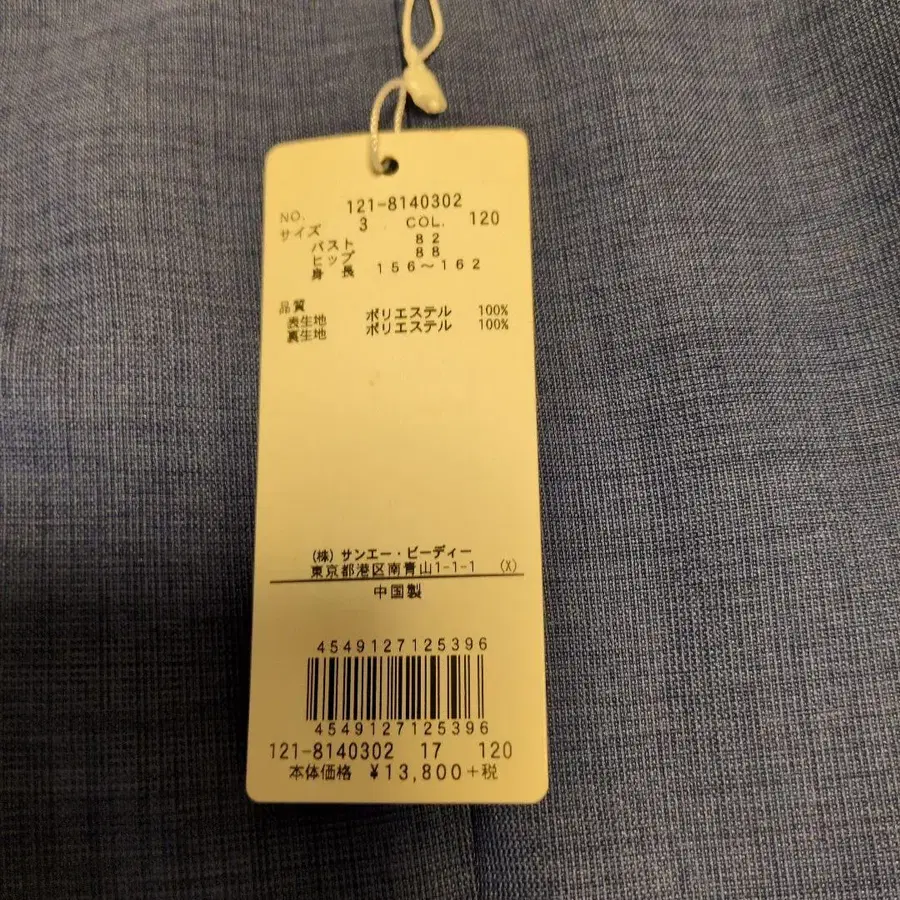 NO. 121-8140302
サイズ 3 COL. 120
バスト 82
ヒップ 88
身長 156～162
品質
表生地 ポリエステル 100%
裏生地 ポリエステル 100%
(株) サンエー・ビーディー
東京都港区南青山1-1-1 (X)
中国製
4549127125396
4549127125396
121-8140302 17 120
本体価格 ¥13,800+税